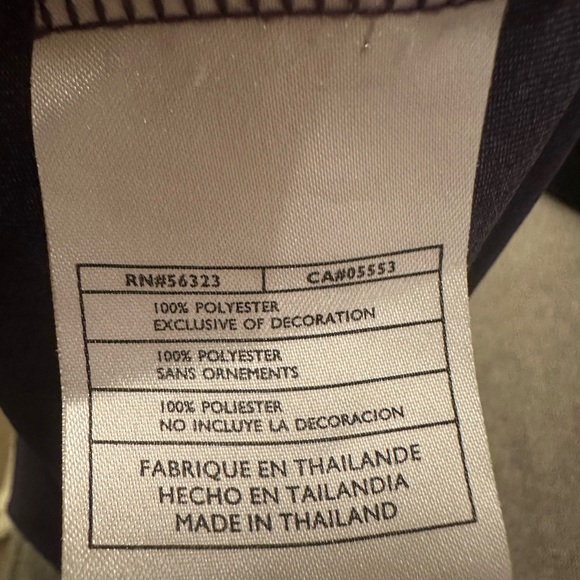 RN#56323 CA#05553
100% POLYESTER
EXCLUSIVE OF DECORATION
100% POLYESTER
SANS ORNEMENTS
100% POLIESTER
NO INCLUYE LA DECORACION
FABRIQUE EN THAILANDE
HECHO EN TAILANDIA
MADE IN THAILAND